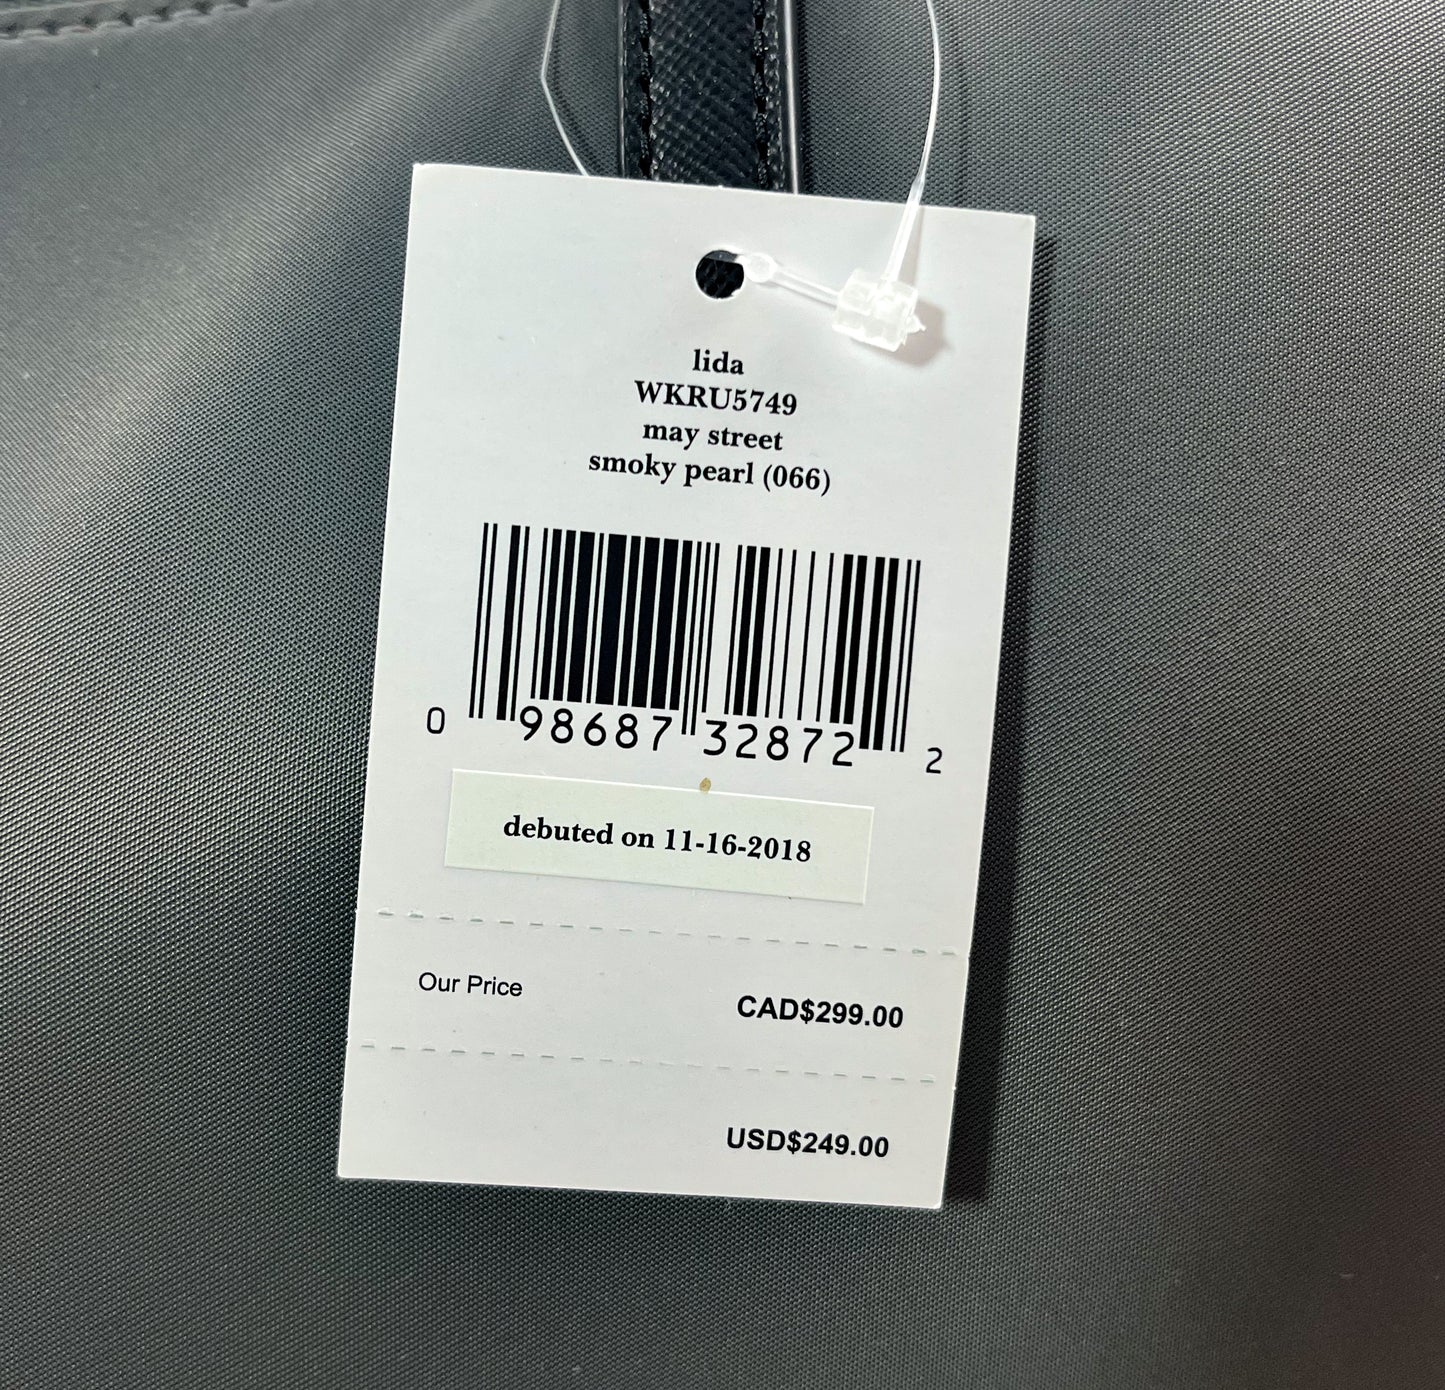 lida
WKRU5749
may street
smoky pearl (066)
0 98687 32872 2
debuted on 11-16-2018
Our Price CAD$299.00
USD$249.00